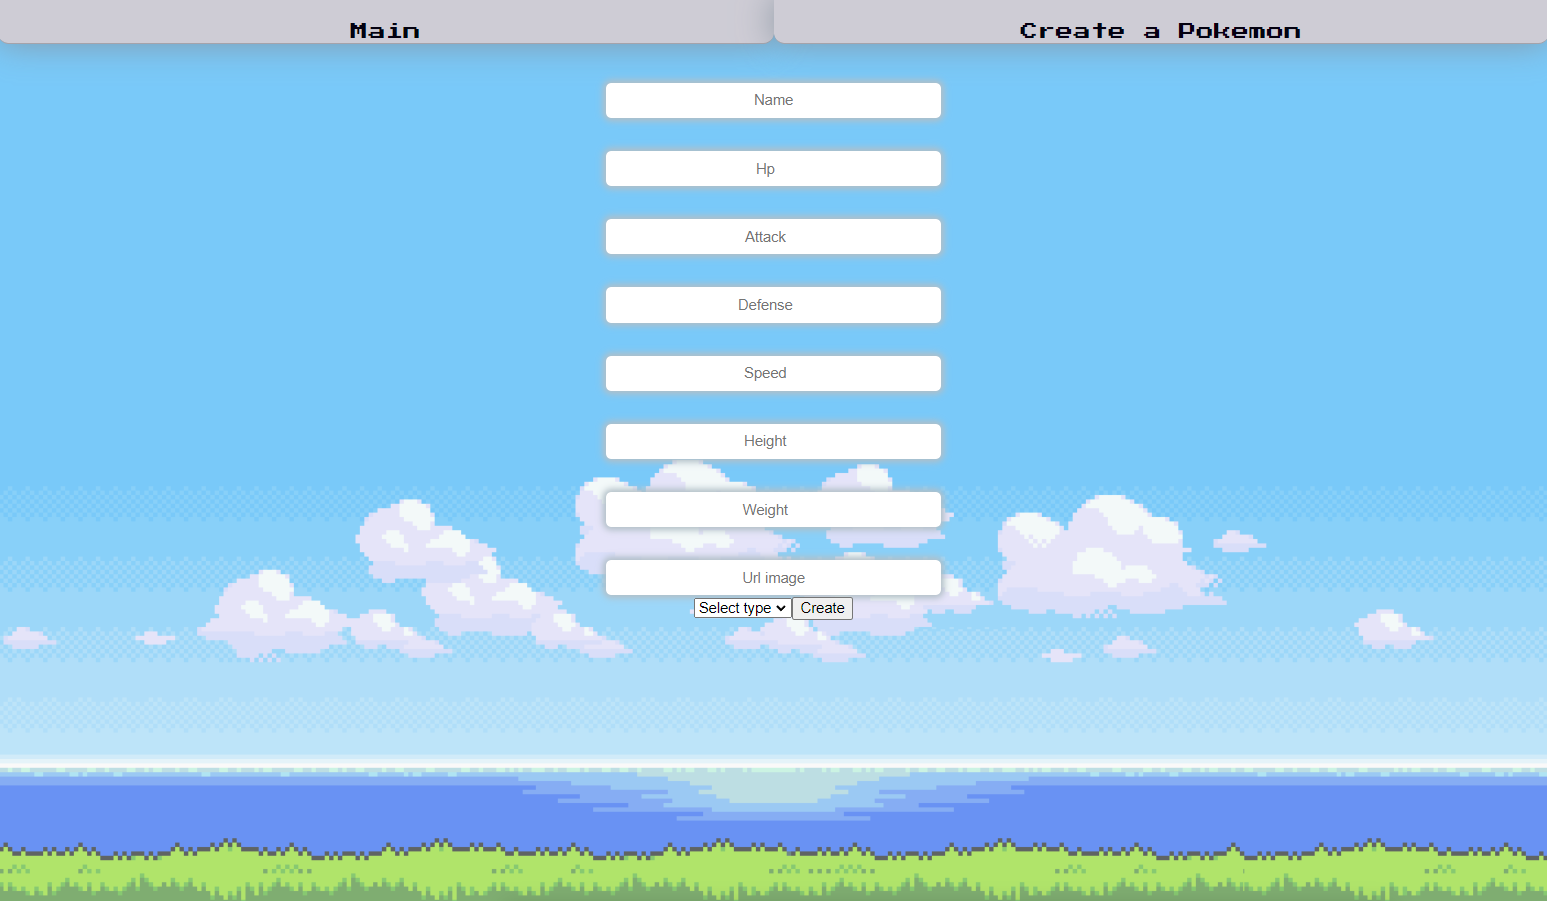 Main
Create a Pokemon
Name
Hp
Attack
Defense
Speed
Height
Weight
Url image
Select type Create